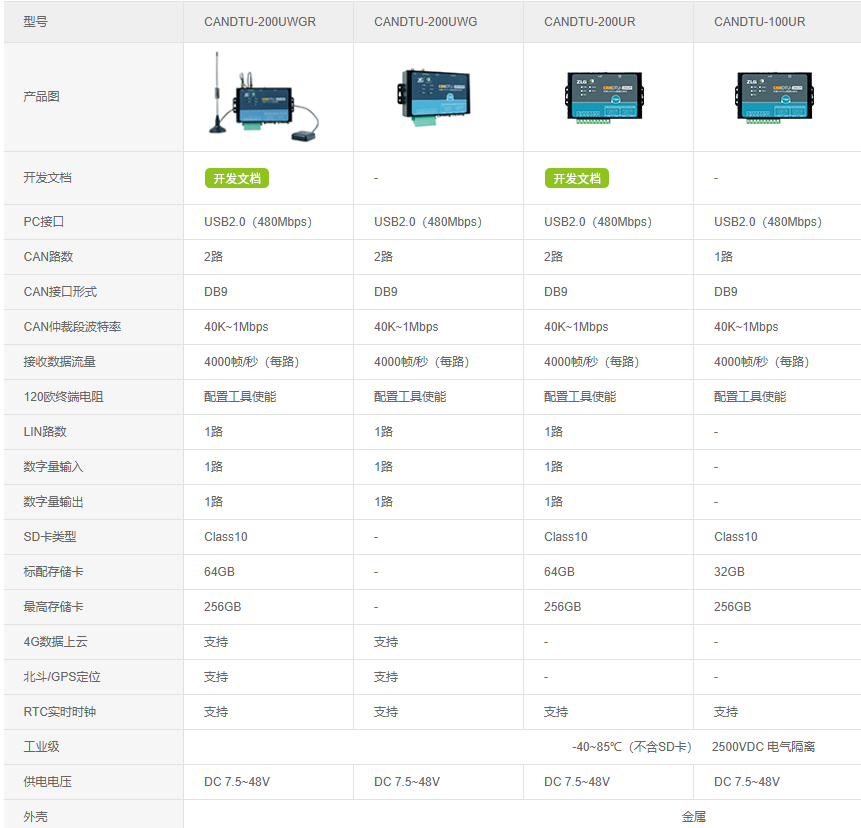 型号 CANDTU-200UWGR CANDTU-200UWG CANDTU-200UR CANDTU-100UR
产品图
开发文档 开发文档 - 开发文档 -
PC接口 USB2.0（480Mbps） USB2.0（480Mbps） USB2.0（480Mbps） USB2.0（480Mbps）
CAN路数 2路 2路 2路 1路
CAN接口形式 DB9 DB9 DB9 DB9
CAN仲裁段波特率 40K~1Mbps 40K~1Mbps 40K~1Mbps 40K~1Mbps
接收数据流量 4000帧/秒（每路） 4000帧/秒（每路） 4000帧/秒（每路） 4000帧/秒（每路）
120欧终端电阻 配置工具使能 配置工具使能 配置工具使能 配置工具使能
LIN路数 1路 1路 1路 -
数字量输入 1路 1路 1路 -
数字量输出 1路 1路 1路 -
SD卡类型 Class10 - Class10 Class10
标配存储卡 64GB - 64GB 32GB
最高存储卡 256GB - 256GB 256GB
4G数据上云 支持 支持 - -
北斗/GPS定位 支持 支持 - -
RTC实时时钟 支持 支持 支持 支持
工业级 -40~85℃（不含SD卡） 2500VDC 电气隔离
供电电压 DC 7.5~48V DC 7.5~48V DC 7.5~48V DC 7.5~48V
外壳 金属